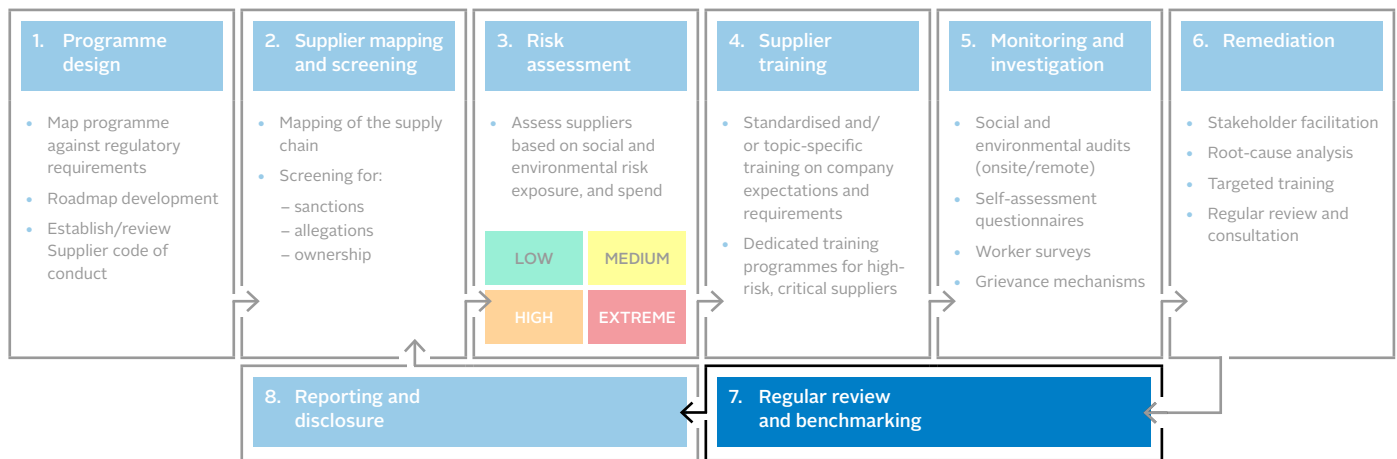 1. Programme
design
• Map programme
against regulatory
requirements
• Roadmap development
• Establish/review
Supplier code of
conduct
2. Supplier mapping
and screening
• Mapping of the supply
chain
• Screening for:
– sanctions
– allegations
– ownership
3. Risk
assessment
• Assess suppliers
based on social and
environmental risk
exposure, and spend
LOW
MEDIUM
HIGH
EXTREME
4. Supplier
training
• Standardised and/
or topic-specific
training on company
expectations and
requirements
• Dedicated training
programmes for high-
risk, critical suppliers
5. Monitoring and
investigation
• Social and
environmental audits
(onsite/remote)
• Self-assessment
questionnaires
• Worker surveys
• Grievance mechanisms
6. Remediation
• Stakeholder facilitation
• Root-cause analysis
• Targeted training
• Regular review and
consultation
7. Regular review
and benchmarking
8. Reporting and
disclosure